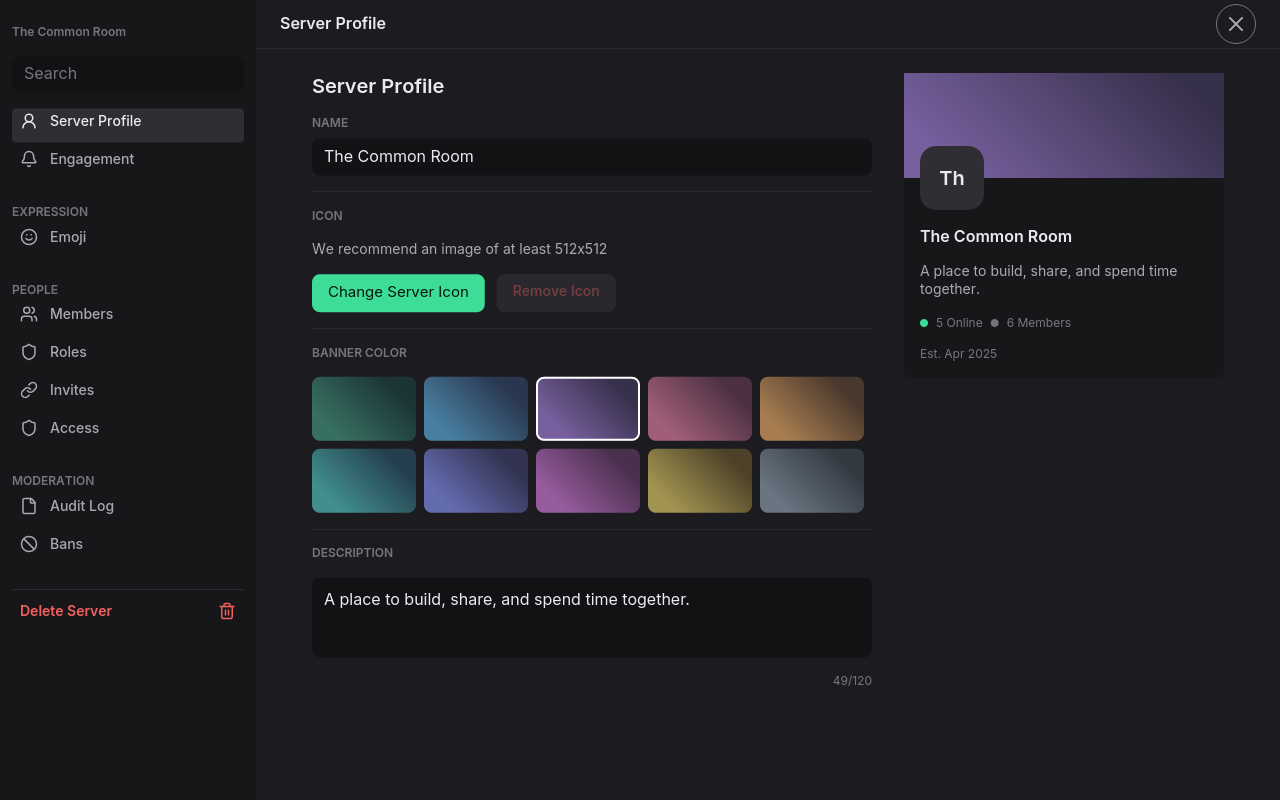 The Common Room
Search
Server Profile
Engagement
EXPRESSION
Emoji
PEOPLE
Members
Roles
Invites
Access
MODERATION
Audit Log
Bans
Delete Server
Server Profile
Server Profile
NAME
The Common Room
ICON
We recommend an image of at least 512x512
Change Server Icon
Remove Icon
BANNER COLOR
DESCRIPTION
A place to build, share, and spend time together.
49/120
Th
The Common Room
A place to build, share, and spend time
together.
5 Online
6 Members
Est. Apr 2025